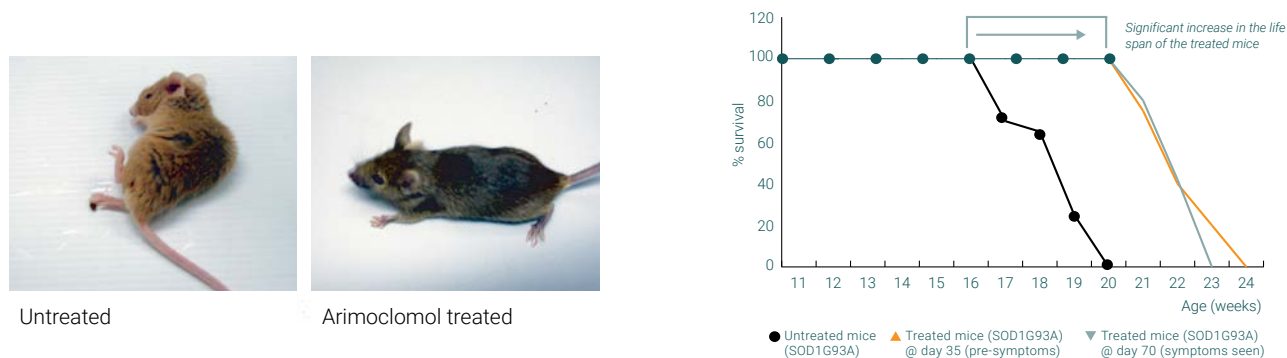 Untreated
Arimoclomol treated
120
100
80
60
40
20
0
% survival
Significant increase in the life
span of the treated mice
11 12 13 14 15 16 17 18 19 20 21 22 23 24
Age (weeks)
Untreated mice
(SOD1G93A)
Treated mice (SOD1G93A)
@ day 35 (pre-symptoms)
Treated mice (SOD1G93A)
@ day 70 (symptoms seen)